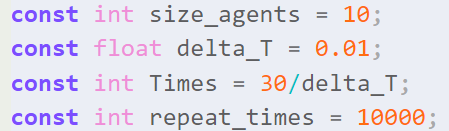 const int size_agents = 10;
const float delta_T = 0.01;
const int Times = 30/delta_T;
const int repeat_times = 10000;